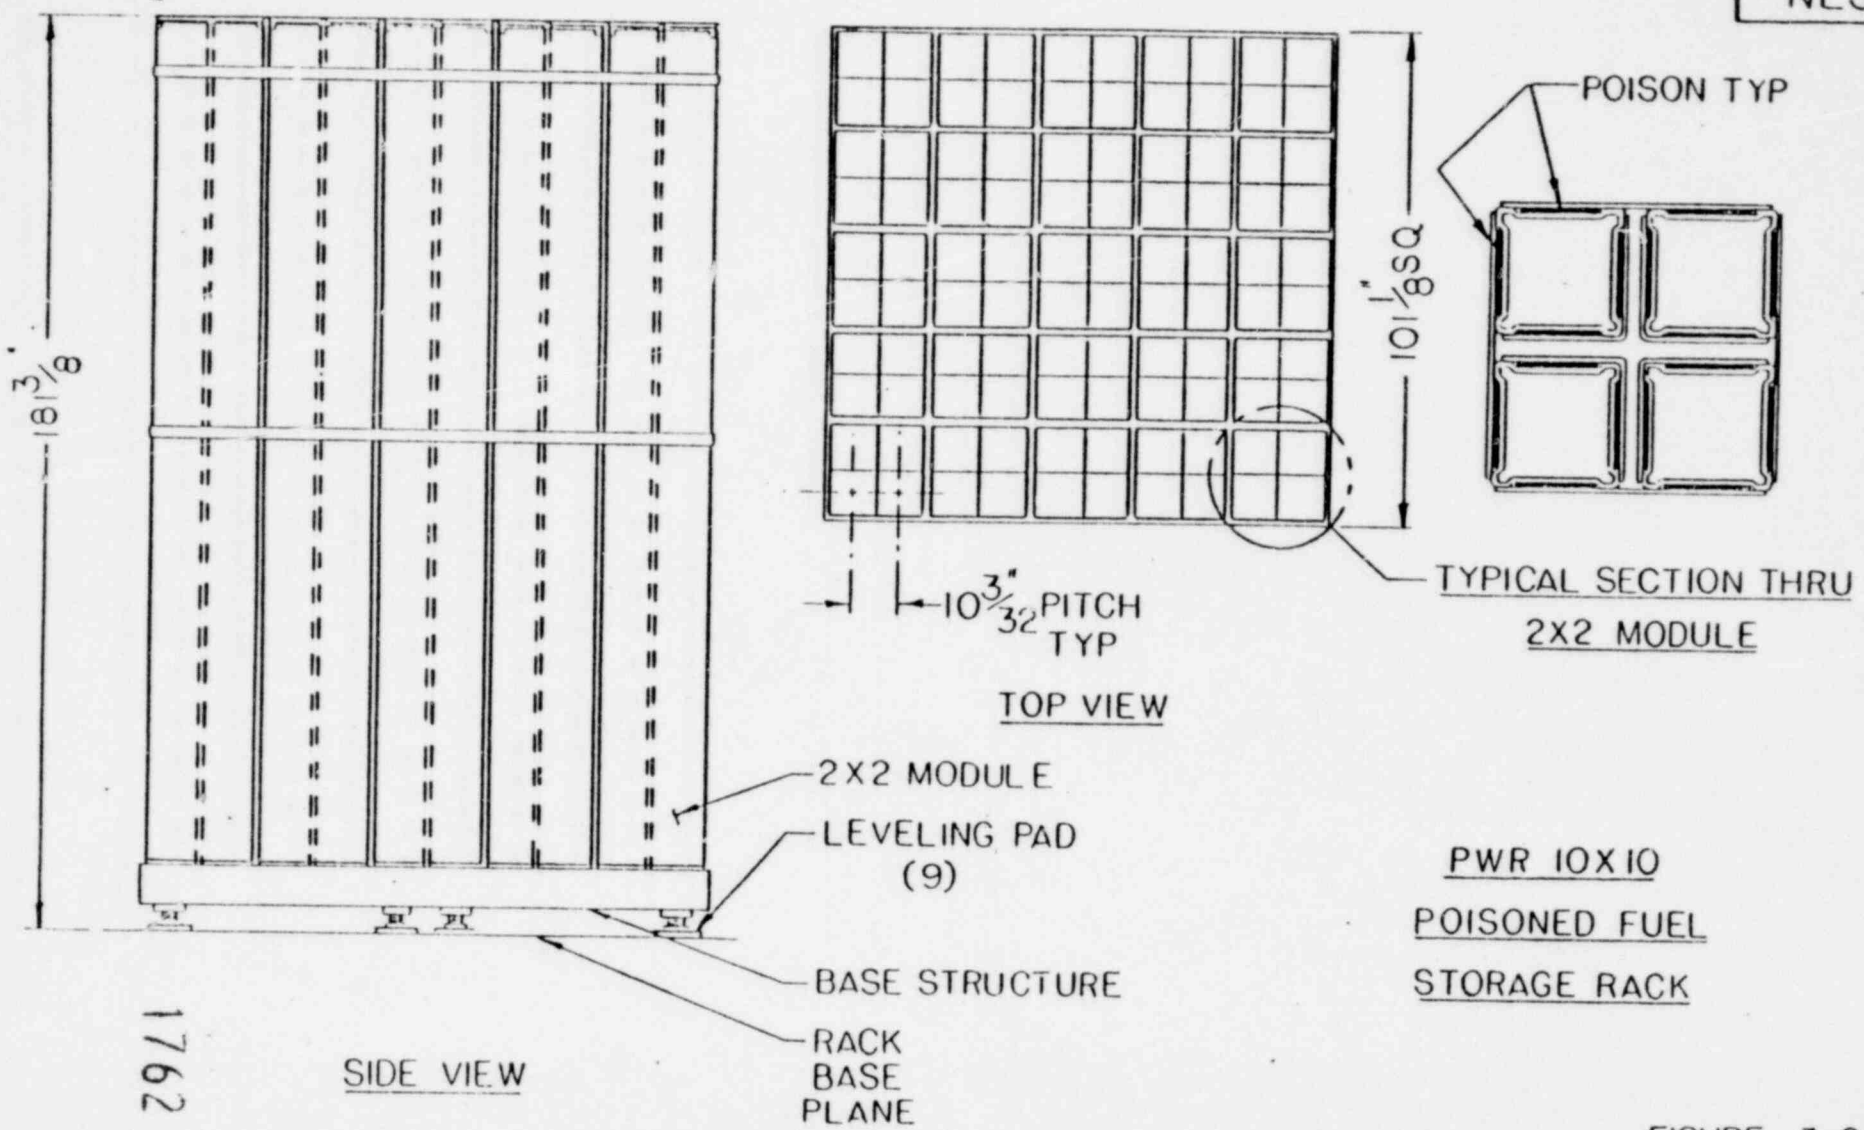 181 3/8"
101 1/8" SQ
POISON TYP
TYPICAL SECTION THRU
2X2 MODULE
10 3/32" PITCH
TYP
TOP VIEW
2X2 MODULE
LEVELING PAD
(9)
BASE STRUCTURE
RACK
BASE
PLANE
SIDE VIEW
PWR 10X10
POISONED FUEL
STORAGE RACK
1762